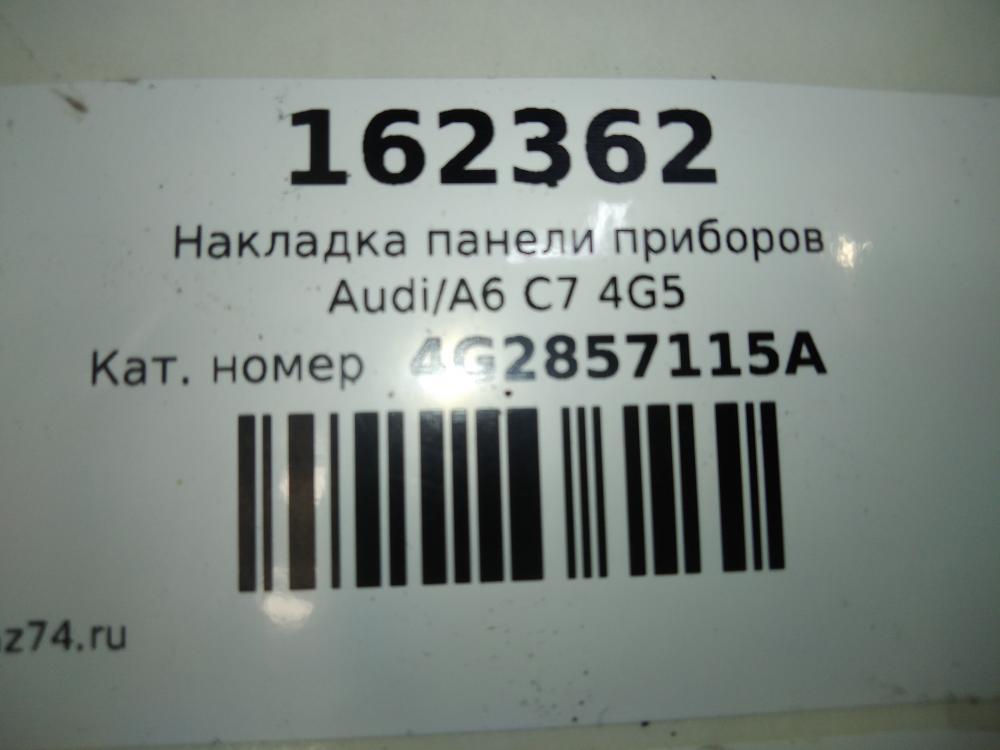 162362
Накладка панели приборов
Audi/A6 C7 4G5
Кат. номер 4G2857115A
z74.ru